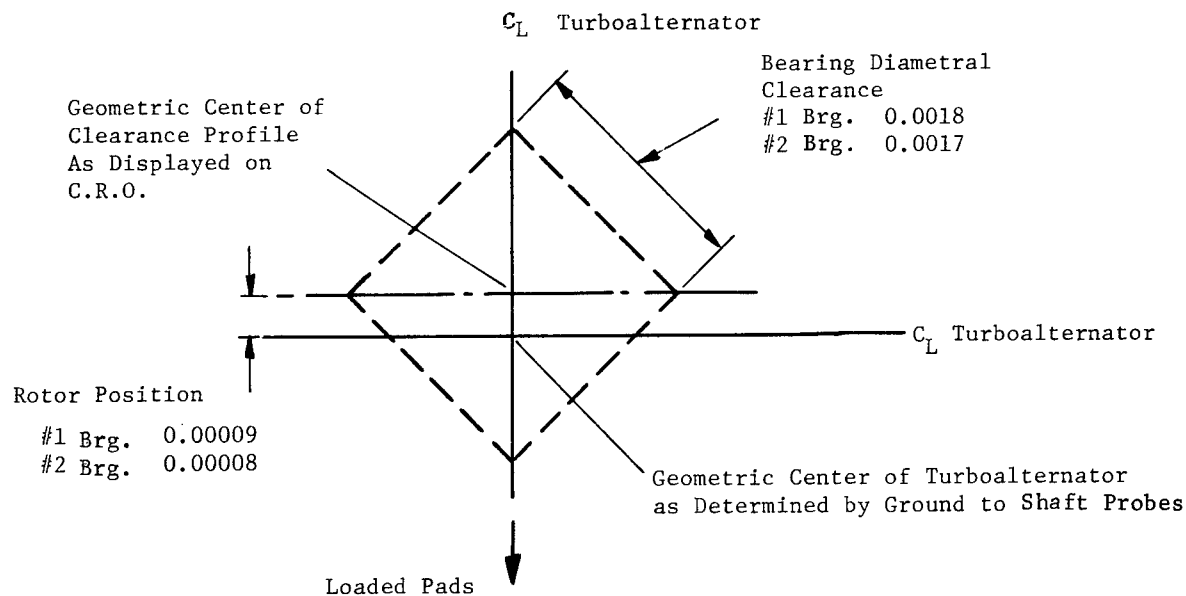 CL Turboalternator
Bearing Diametral
Clearance
#1 Brg. 0.0018
#2 Brg. 0.0017
Geometric Center of
Clearance Profile
As Displayed on
C.R.O.
CL Turboalternator
Rotor Position
#1 Brg. 0.00009
#2 Brg. 0.00008
Geometric Center of Turboalternator
as Determined by Ground to Shaft Probes
Loaded Pads